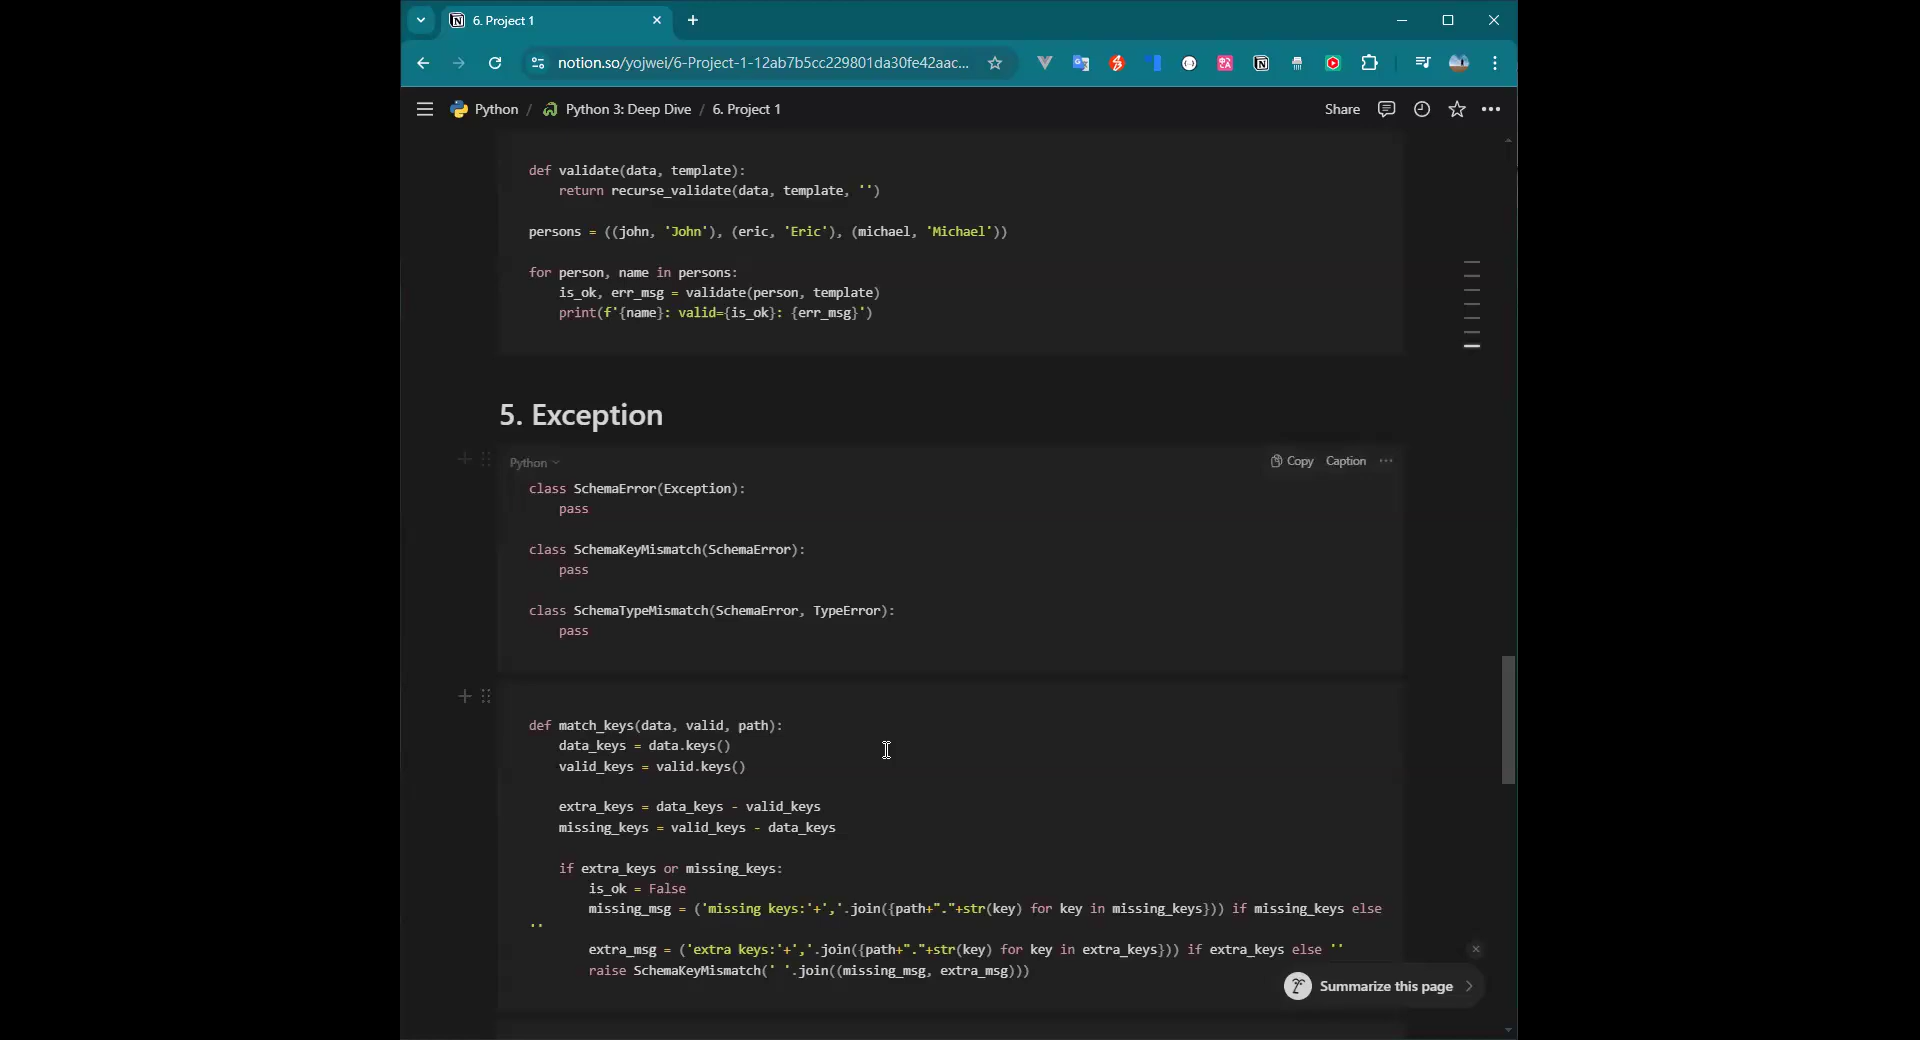 6. Project 1
notion.so/yojwei/6-Project-1-12ab7b5cc229801da30fe42aac...
Python / Python 3: Deep Dive / 6. Project 1
Share
def validate(data, template):
    return recurse_validate(data, template, '')
persons = ((john, 'John'), (eric, 'Eric'), (michael, 'Michael'))
for person, name in persons:
    is_ok, err_msg = validate(person, template)
    print(f'{name}: valid={is_ok}: {err_msg}')
5. Exception
Python
Copy Caption
class SchemaError(Exception):
    pass
class SchemaKeyMismatch(SchemaError):
    pass
class SchemaTypeMismatch(SchemaError, TypeError):
    pass
def match_keys(data, valid, path):
    data_keys = data.keys()
    valid_keys = valid.keys()
    extra_keys = data_keys - valid_keys
    missing_keys = valid_keys - data_keys
    if extra_keys or missing_keys:
        is_ok = False
        missing_msg = ('missing keys:'+','.join({path+"."+str(key) for key in missing_keys})) if missing_keys else
''
        extra_msg = ('extra keys:'+','.join({path+"."+str(key) for key in extra_keys})) if extra_keys else ''
        raise SchemaKeyMismatch(' '.join((missing_msg, extra_msg)))
Summarize this page